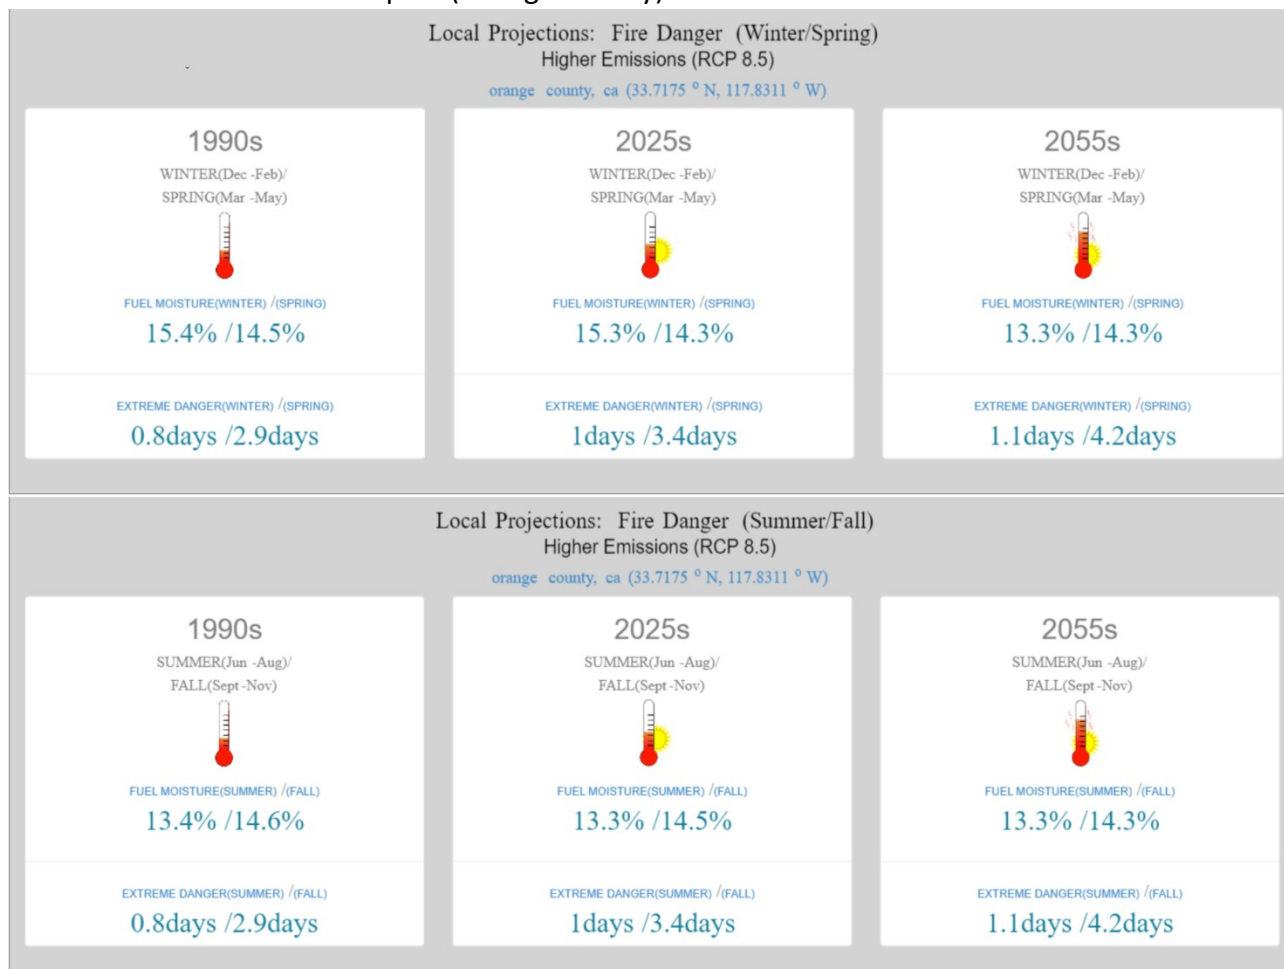 Local Projections: Fire Danger (Winter/Spring)
Higher Emissions (RCP 8.5)
orange county, ca (33.7175 ° N, 117.8311 ° W)
1990s
WINTER(Dec -Feb)/
SPRING(Mar -May)
FUEL MOISTURE(WINTER) /(SPRING)
15.4% /14.5%
EXTREME DANGER(WINTER) /(SPRING)
0.8days /2.9days
2025s
WINTER(Dec -Feb)/
SPRING(Mar -May)
FUEL MOISTURE(WINTER) /(SPRING)
15.3% /14.3%
EXTREME DANGER(WINTER) /(SPRING)
1days /3.4days
2055s
WINTER(Dec -Feb)/
SPRING(Mar -May)
FUEL MOISTURE(WINTER) /(SPRING)
13.3% /14.3%
EXTREME DANGER(WINTER) /(SPRING)
1.1days /4.2days
Local Projections: Fire Danger (Summer/Fall)
Higher Emissions (RCP 8.5)
orange county, ca (33.7175 ° N, 117.8311 ° W)
1990s
SUMMER(Jun -Aug)/
FALL(Sept -Nov)
FUEL MOISTURE(SUMMER) /(FALL)
13.4% /14.6%
EXTREME DANGER(SUMMER) /(FALL)
0.8days /2.9days
2025s
SUMMER(Jun -Aug)/
FALL(Sept -Nov)
FUEL MOISTURE(SUMMER) /(FALL)
13.3% /14.5%
EXTREME DANGER(SUMMER) /(FALL)
1days /3.4days
2055s
SUMMER(Jun -Aug)/
FALL(Sept -Nov)
FUEL MOISTURE(SUMMER) /(FALL)
13.3% /14.3%
EXTREME DANGER(SUMMER) /(FALL)
1.1days /4.2days